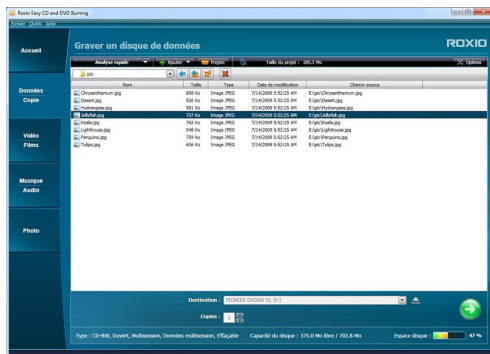 Roxio Easy CD and DVD Burning
Fichier Outils Aide
Accueil
Graver un disque de données
ROXIO
Analyse rapide
Ajouter
Projets
Taille du projet : 285.3 Mo
Options
Données
Copie
pic
Nom Taille Type Date de modification Chemin source
Chrysanthemum.jpg 858 Ko Image JPEG 7/14/2009 5:52:25 AM E:\pic\Chrysanthemum.jpg
Desert.jpg 826 Ko Image JPEG 7/14/2009 5:52:25 AM E:\pic\Desert.jpg
Hydrangeas.jpg 581 Ko Image JPEG 7/14/2009 5:52:25 AM E:\pic\Hydrangeas.jpg
Jellyfish.jpg 757 Ko Image JPEG 7/14/2009 5:52:25 AM E:\pic\Jellyfish.jpg
Koala.jpg 762 Ko Image JPEG 7/14/2009 5:52:25 AM E:\pic\Koala.jpg
Lighthouse.jpg 548 Ko Image JPEG 7/14/2009 5:52:25 AM E:\pic\Lighthouse.jpg
Penguins.jpg 759 Ko Image JPEG 7/14/2009 5:52:25 AM E:\pic\Penguins.jpg
Tulips.jpg 606 Ko Image JPEG 7/14/2009 5:52:25 AM E:\pic\Tulips.jpg
Vidéo
Films
Musique
Audio
Photo
Destination : PIONEER DVDRW DL (F:)
Copies : 1
Type : CD-RW, Ouvert, Multisession, Données multisession, Effaçable
Capacité du disque : 375.0 Mo libre / 702.8 Mo
Espace disque : 47 %